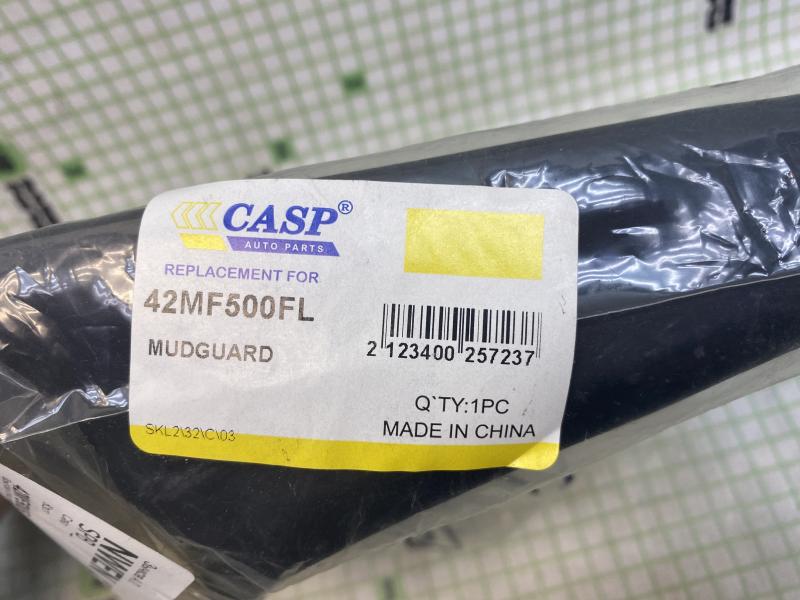 CASP®
AUTO PARTS
REPLACEMENT FOR
42MF500FL
MUDGUARD
2 123400 257237
Q`TY:1PC
MADE IN CHINA
SKL2\32\C\03